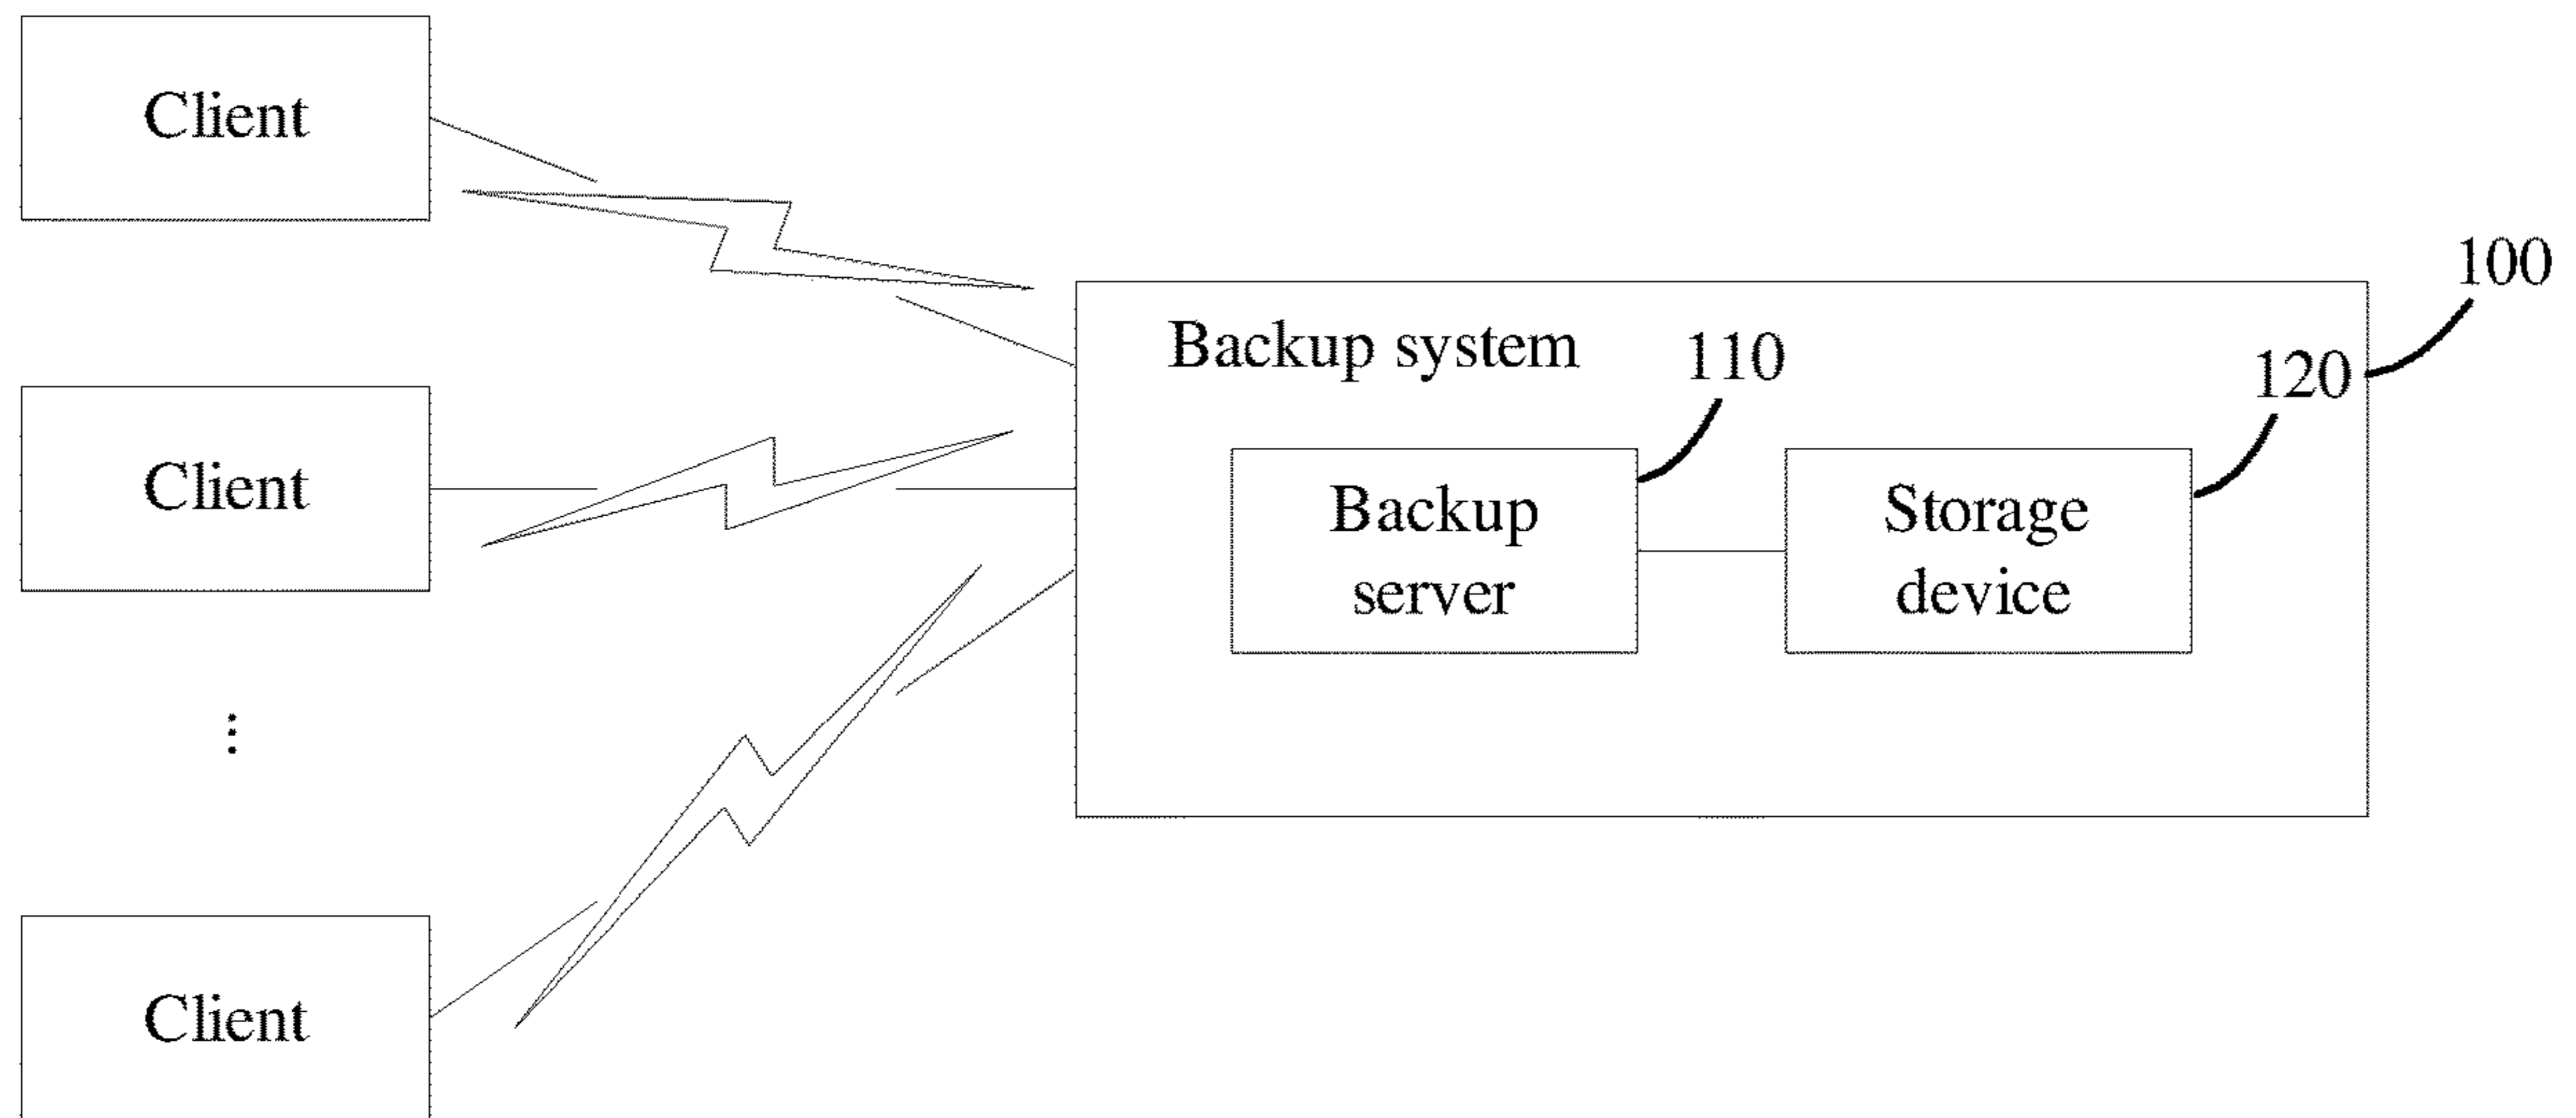 Client
100
Backup system
110
120
Client
Backup
server
Storage
device
...
Client